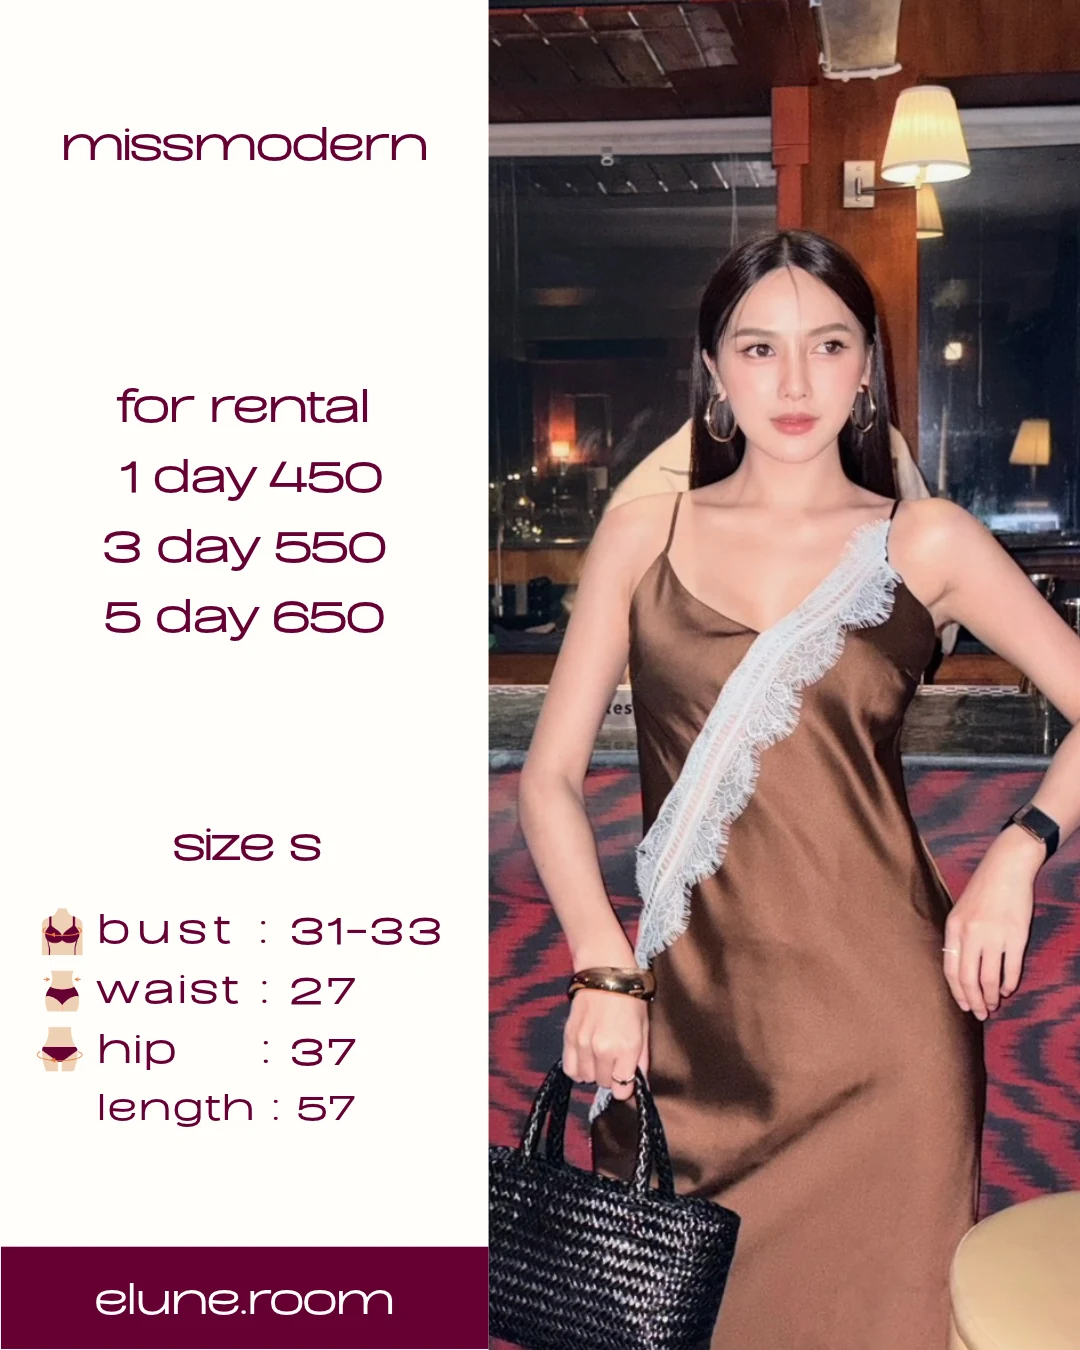 missmodern
for rental
1 day 450
3 day 550
5 day 650
size s
bust : 31-33
waist : 27
hip : 37
length : 57
elune.room